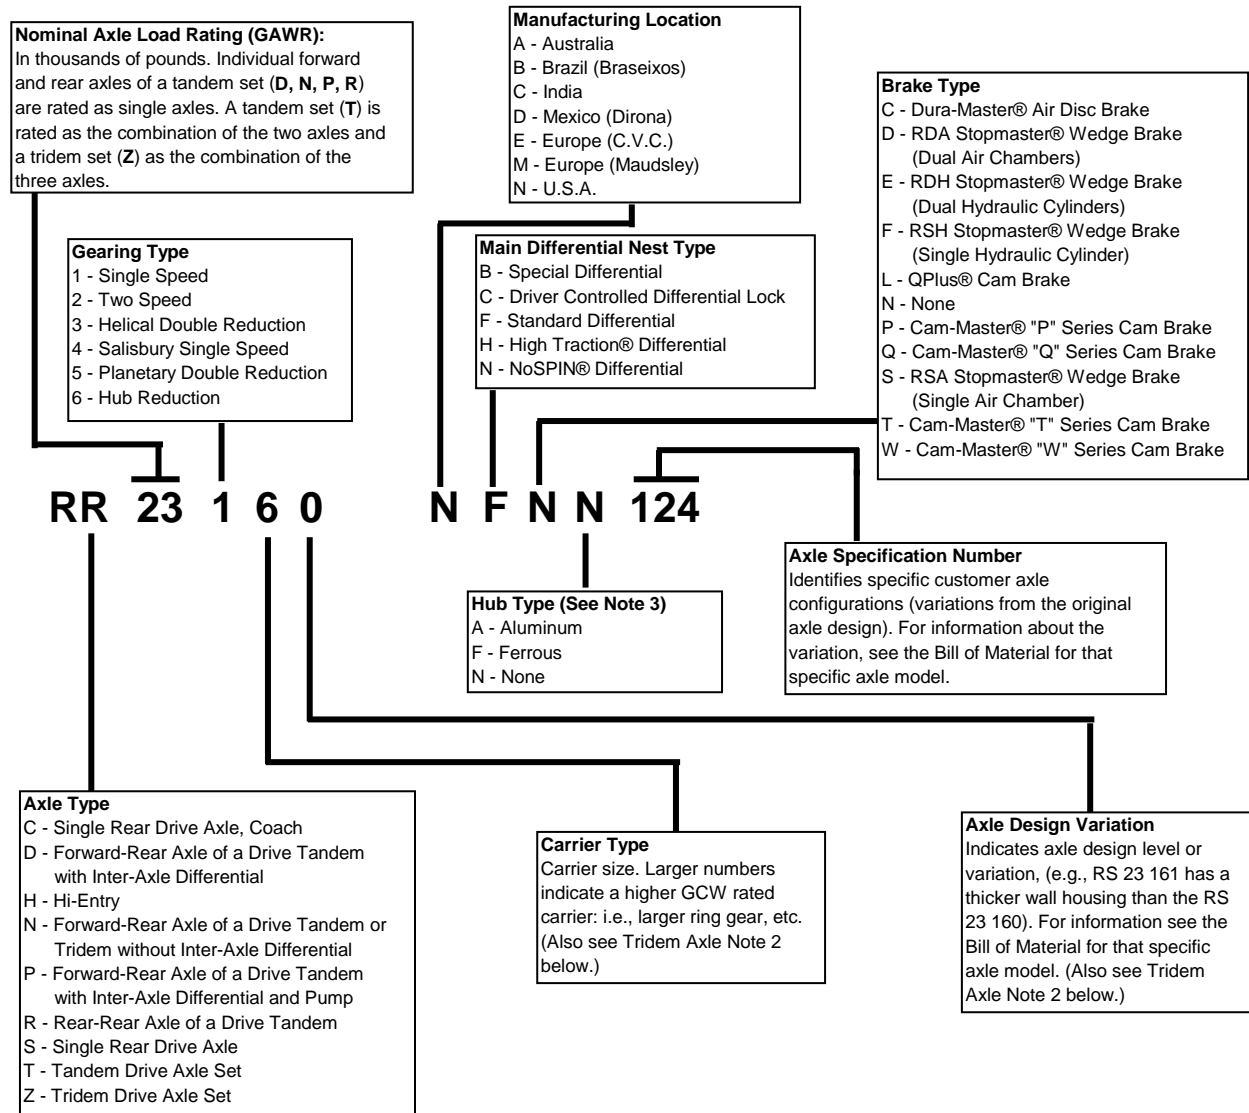 Nominal Axle Load Rating (GAWR):
In thousands of pounds. Individual forward
and rear axles of a tandem set (D, N, P, R)
are rated as single axles. A tandem set (T) is
rated as the combination of the two axles and
a tridem set (Z) as the combination of the
three axles.
Manufacturing Location
A - Australia
B - Brazil (Braseixos)
C - India
D - Mexico (Dirona)
E - Europe (C.V.C.)
M - Europe (Maudsley)
N - U.S.A.
Brake Type
C - Dura-Master® Air Disc Brake
D - RDA Stopmaster® Wedge Brake
(Dual Air Chambers)
E - RDH Stopmaster® Wedge Brake
(Dual Hydraulic Cylinders)
F - RSH Stopmaster® Wedge Brake
(Single Hydraulic Cylinder)
L - QPlus® Cam Brake
N - None
P - Cam-Master® "P" Series Cam Brake
Q - Cam-Master® "Q" Series Cam Brake
S - RSA Stopmaster® Wedge Brake
(Single Air Chamber)
T - Cam-Master® "T" Series Cam Brake
W - Cam-Master® "W" Series Cam Brake
Gearing Type
1 - Single Speed
2 - Two Speed
3 - Helical Double Reduction
4 - Salisbury Single Speed
5 - Planetary Double Reduction
6 - Hub Reduction
Main Differential Nest Type
B - Special Differential
C - Driver Controlled Differential Lock
F - Standard Differential
H - High Traction® Differential
N - NoSPIN® Differential
RR 23 1 6 0 N F N N 124
Hub Type (See Note 3)
A - Aluminum
F - Ferrous
N - None
Axle Specification Number
Identifies specific customer axle
configurations (variations from the original
axle design). For information about the
variation, see the Bill of Material for that
specific axle model.
Axle Type
C - Single Rear Drive Axle, Coach
D - Forward-Rear Axle of a Drive Tandem
with Inter-Axle Differential
H - Hi-Entry
N - Forward-Rear Axle of a Drive Tandem or
Tridem without Inter-Axle Differential
P - Forward-Rear Axle of a Drive Tandem
with Inter-Axle Differential and Pump
R - Rear-Rear Axle of a Drive Tandem
S - Single Rear Drive Axle
T - Tandem Drive Axle Set
Z - Tridem Drive Axle Set
Carrier Type
Carrier size. Larger numbers
indicate a higher GCW rated
carrier: i.e., larger ring gear, etc.
(Also see Tridem Axle Note 2
below.)
Axle Design Variation
Indicates axle design level or
variation, (e.g., RS 23 161 has a
thicker wall housing than the RS
23 160). For information see the
Bill of Material for that specific
axle model. (Also see Tridem
Axle Note 2 below.)